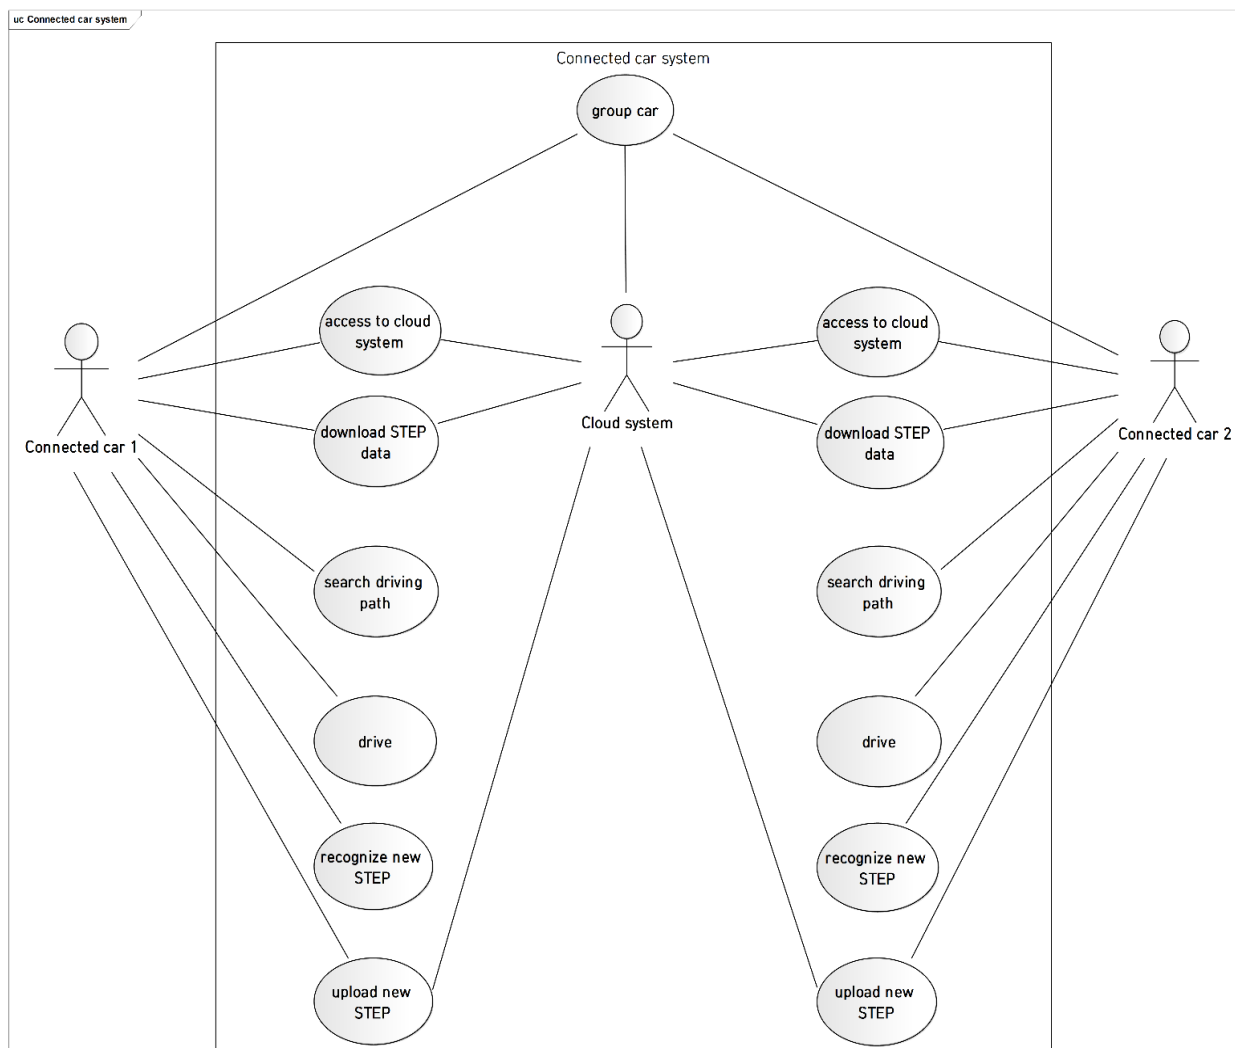 uc Connected car system
Connected car system
group car
access to cloud
system
access to cloud
system
Cloud system
Connected car 1
Connected car 2
download STEP
data
download STEP
data
search driving
path
search driving
path
drive
drive
recognize new
STEP
recognize new
STEP
upload new
STEP
upload new
STEP